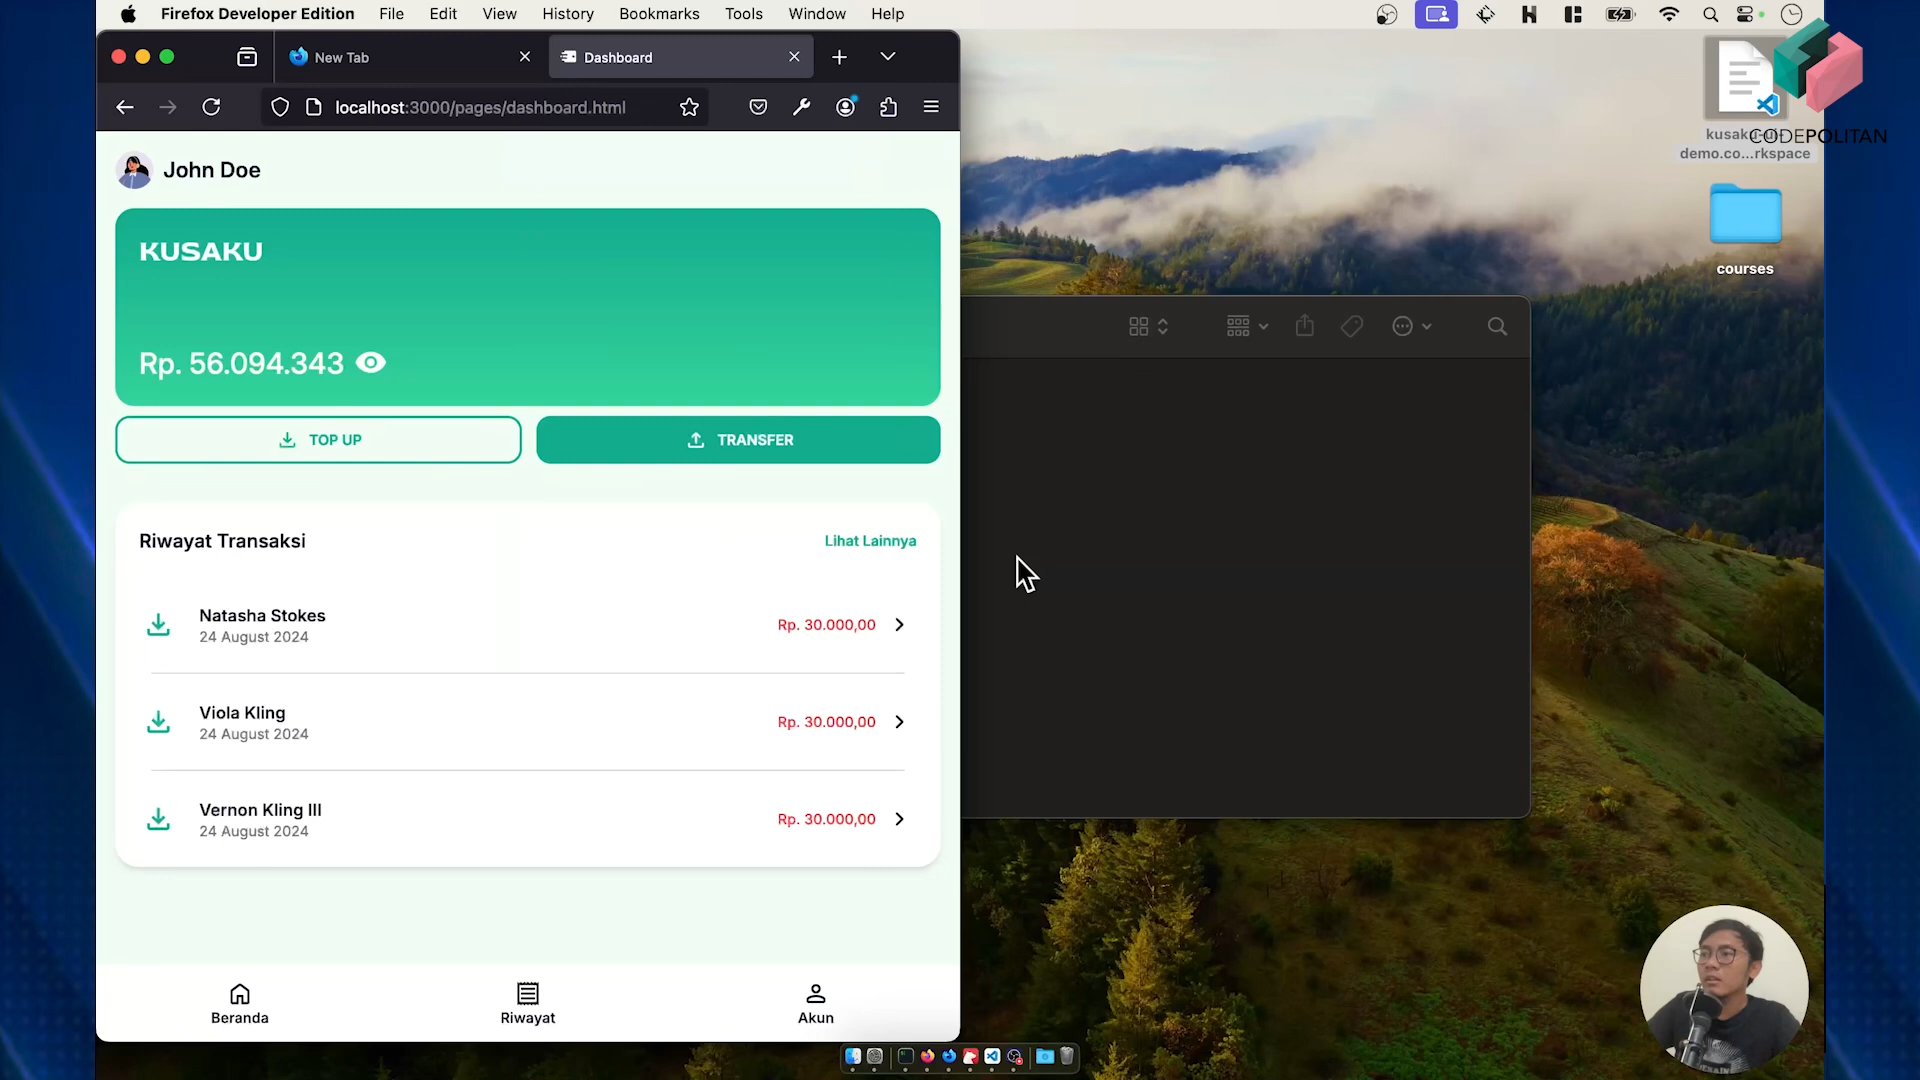 Firefox Developer Edition File Edit View History Bookmarks Tools Window Help
New Tab
Dashboard
localhost:3000/pages/dashboard.html
John Doe
KUSAKU
Rp. 56.094.343
TOP UP
TRANSFER
Riwayat Transaksi
Lihat Lainnya
Natasha Stokes
24 August 2024
Rp. 30.000,00
Viola Kling
24 August 2024
Rp. 30.000,00
Vernon Kling III
24 August 2024
Rp. 30.000,00
Beranda
Riwayat
Akun
CODEPOLITAN
kusaku-ui-
demo.co...rkspace
courses